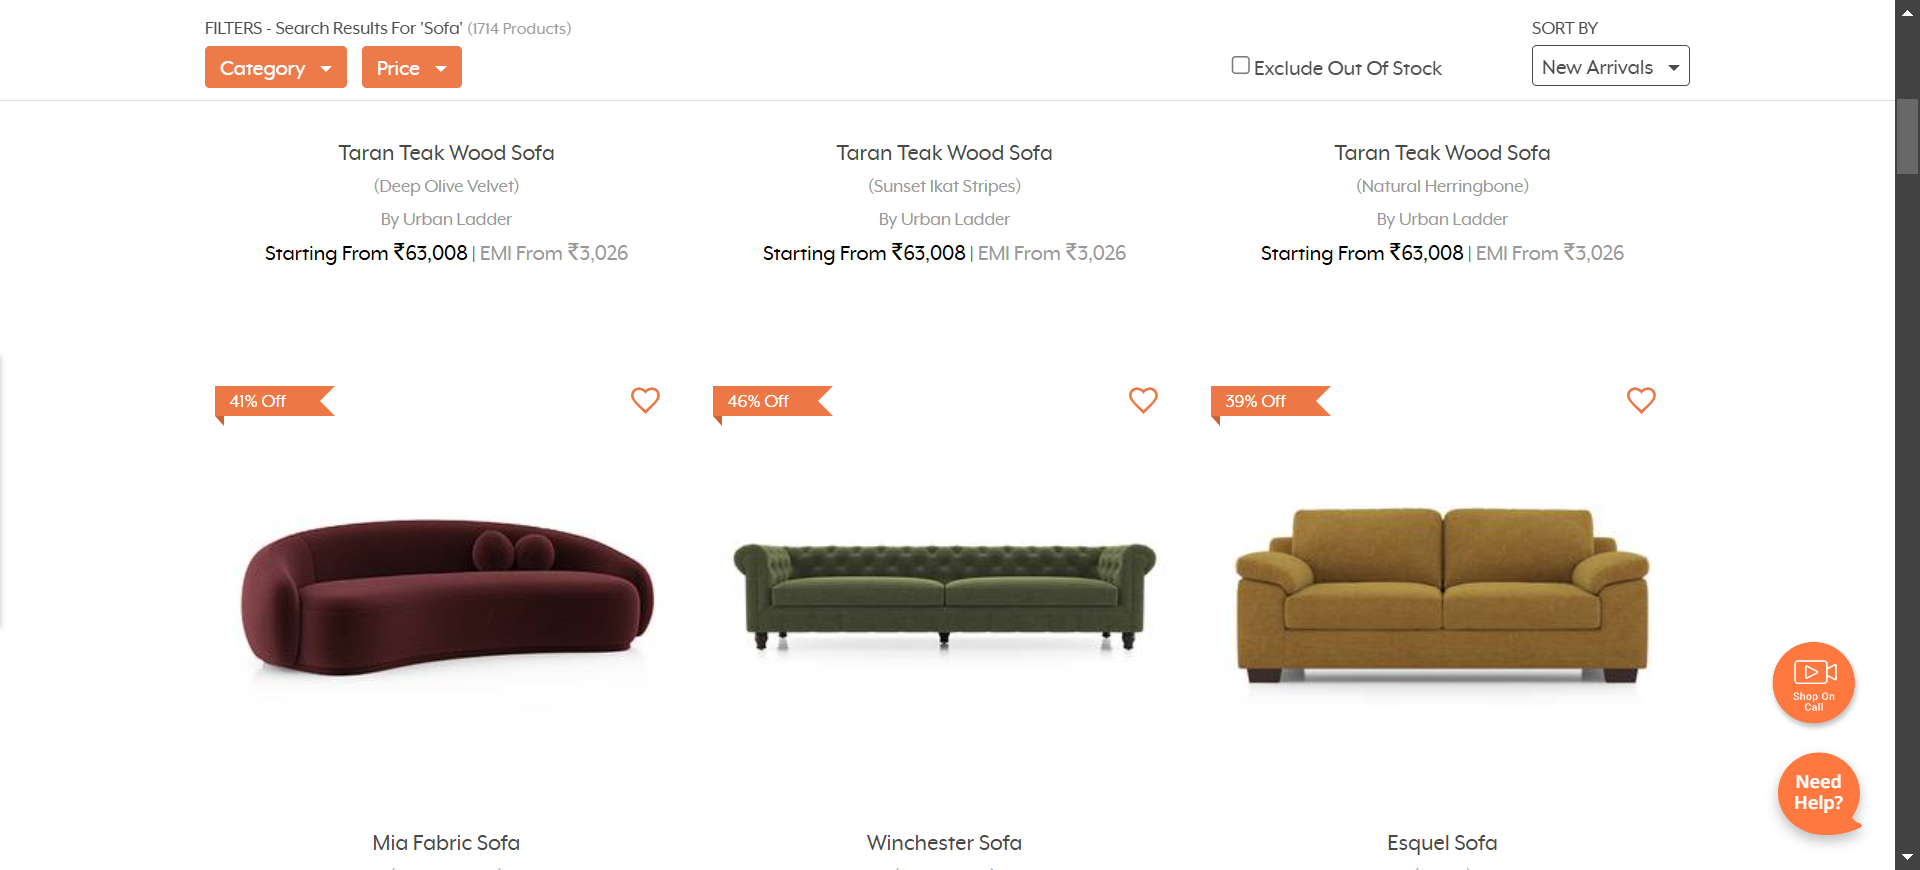 FILTERS - Search Results For 'Sofa' (1714 Products)
SORT BY
Category
Price
Exclude Out Of Stock
New Arrivals
Taran Teak Wood Sofa
(Deep Olive Velvet)
By Urban Ladder
Starting From ₹63,008 | EMI From ₹3,026
Taran Teak Wood Sofa
(Sunset Ikat Stripes)
By Urban Ladder
Starting From ₹63,008 | EMI From ₹3,026
Taran Teak Wood Sofa
(Natural Herringbone)
By Urban Ladder
Starting From ₹63,008 | EMI From ₹3,026
41% Off
46% Off
39% Off
Shop On
Call
Need
Help?
Mia Fabric Sofa
Winchester Sofa
Esquel Sofa